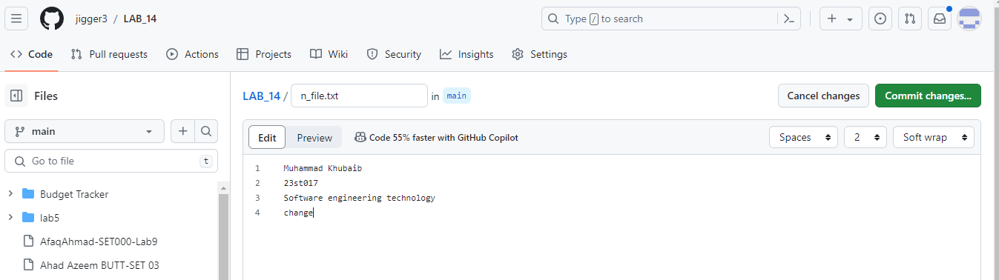 jigger3 / LAB_14
Type / to search
Code
Pull requests
Actions
Projects
Wiki
Security
Insights
Settings
Files
main
Go to file
t
Budget Tracker
lab5
AfaqAhmad-SET000-Lab9
Ahad Azeem BUTT-SET 03
LAB_14 / n_file.txt in main
Cancel changes
Commit changes...
Edit
Preview
Code 55% faster with GitHub Copilot
Spaces
2
Soft wrap
1 Muhammad Khubaib
2 23st017
3 Software engineering technology
4 change